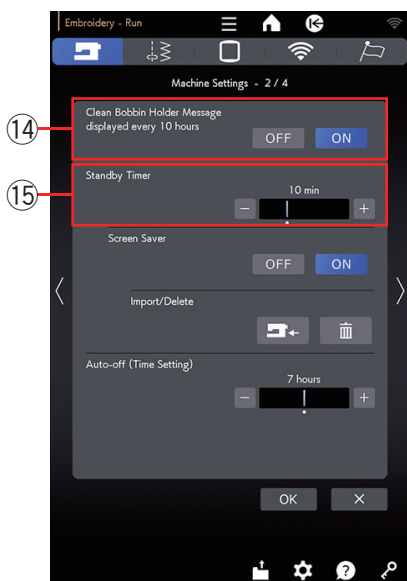 Embroidery - Run
Machine Settings - 2 / 4
⑭
Clean Bobbin Holder Message
displayed every 10 hours
OFF ON
⑮
Standby Timer
10 min
− +
Screen Saver
OFF ON
Import/Delete
Auto-off (Time Setting)
7 hours
− +
OK ×
?